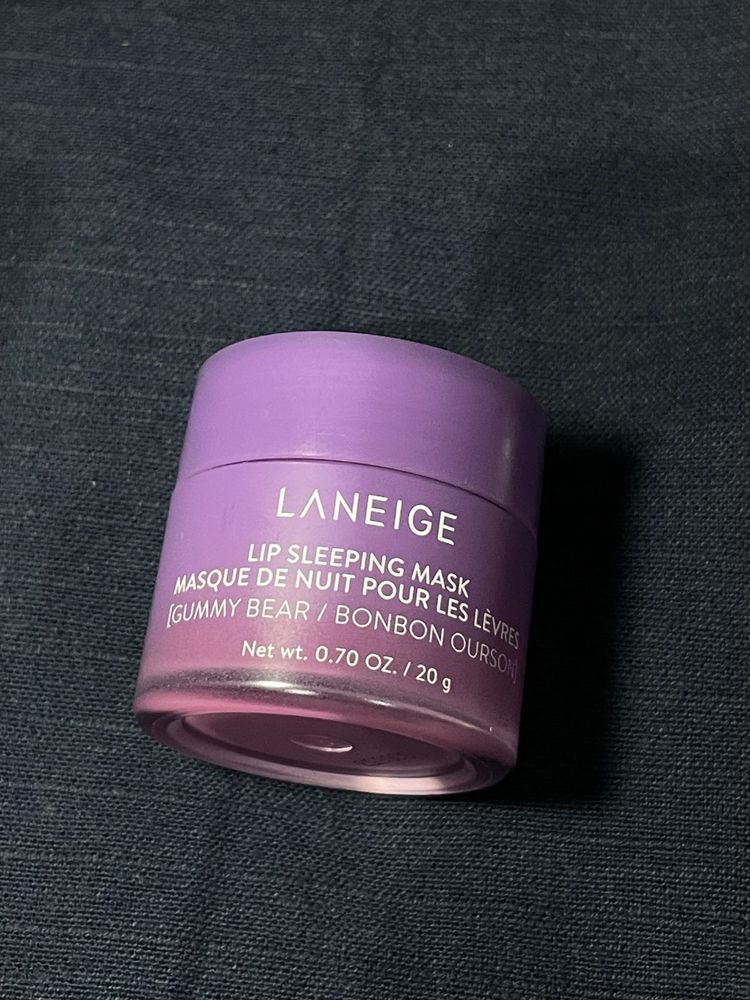 LANEIGE
LIP SLEEPING MASK
MASQUE DE NUIT POUR LES LÈVRES
[GUMMY BEAR / BONBON OURSON]
Net wt. 0.70 OZ. / 20 g